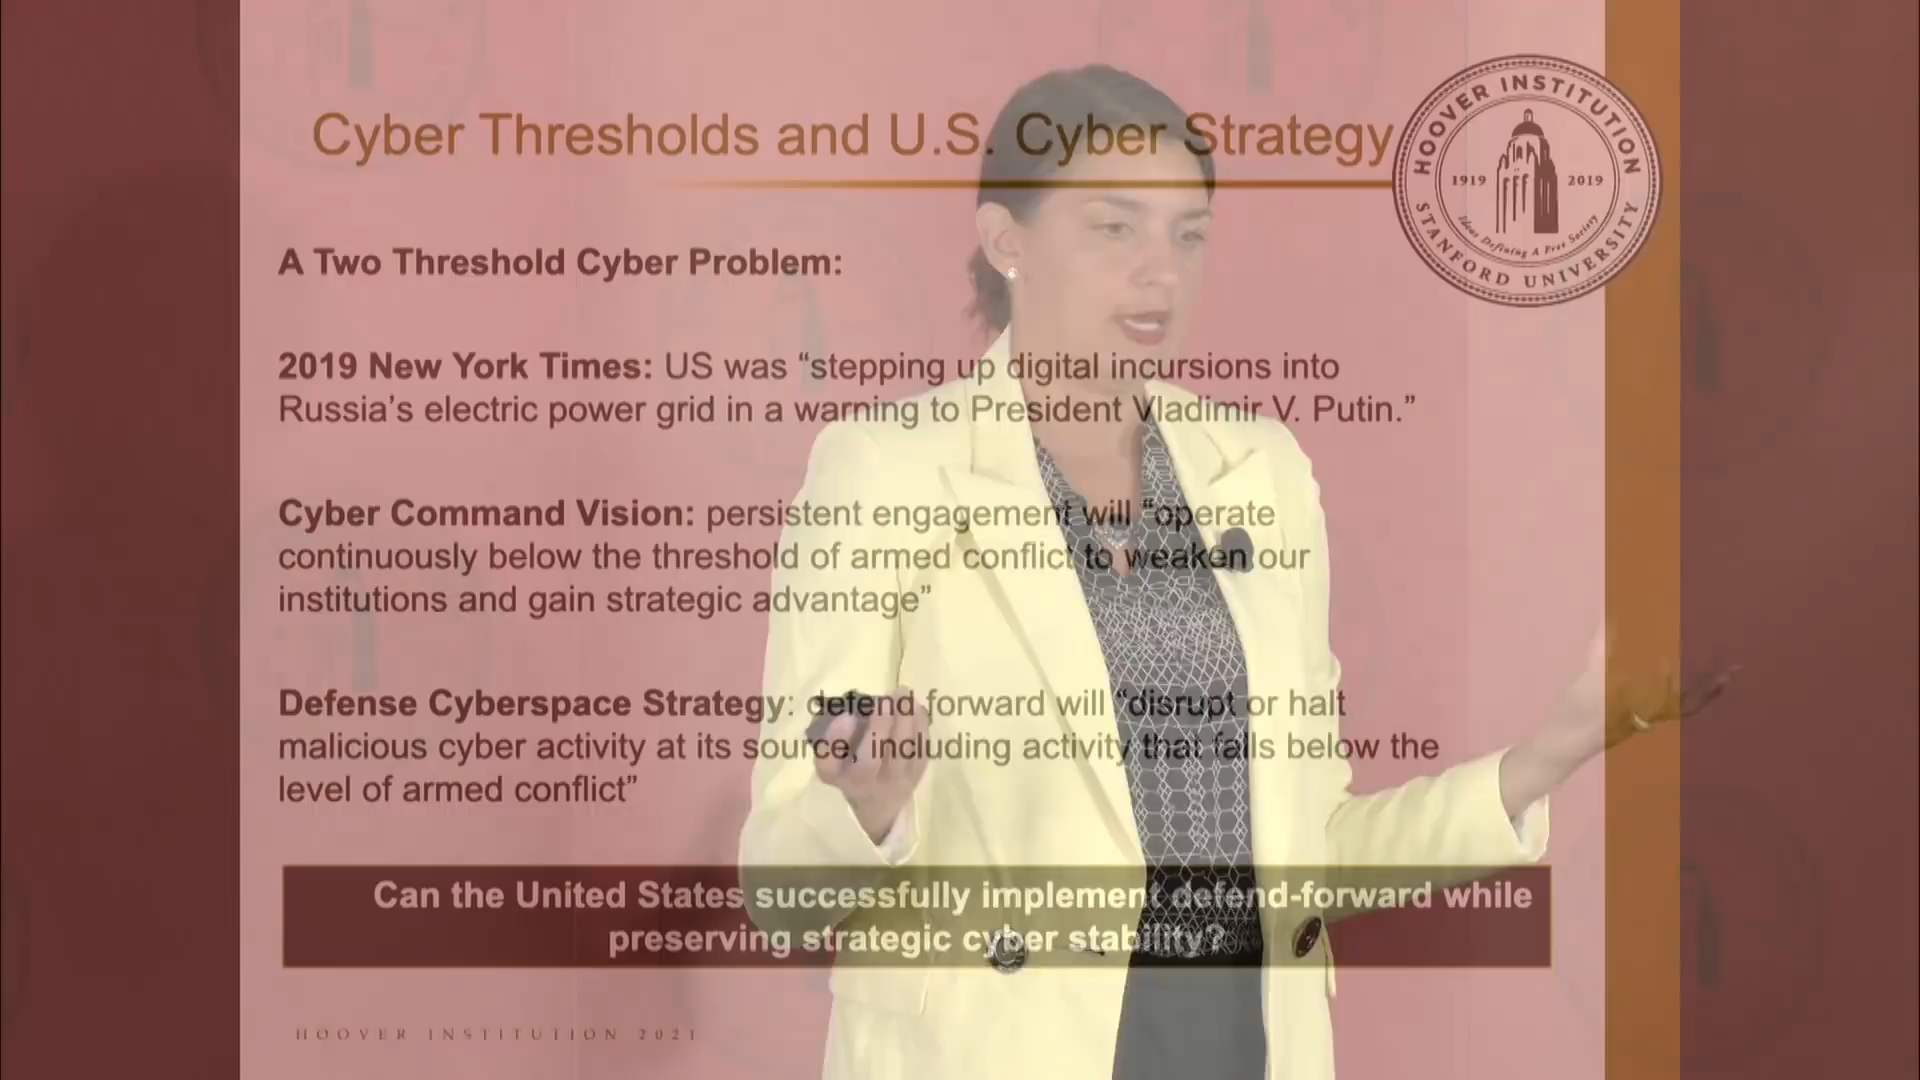 Cyber Thresholds and U.S. Cyber Strategy
HOOVER INSTITUTION
1919 2019
Ideas Defining A Free Society
STANFORD UNIVERSITY
A Two Threshold Cyber Problem:
2019 New York Times: US was “stepping up digital incursions into
Russia’s electric power grid in a warning to President Vladimir V. Putin.”
Cyber Command Vision: persistent engagement will “operate
continuously below the threshold of armed conflict to weaken our
institutions and gain strategic advantage”
Defense Cyberspace Strategy: defend forward will “disrupt or halt
malicious cyber activity at its source, including activity that falls below the
level of armed conflict”
Can the United States successfully implement defend-forward while
preserving strategic cyber stability?
HOOVER INSTITUTION 2021